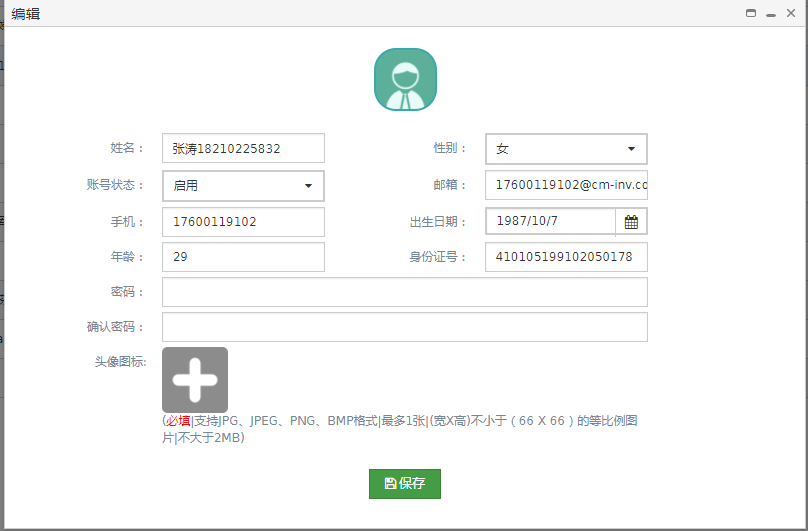 编辑
姓名： 张涛18210225832 性别： 女
账号状态： 启用 邮箱： 17600119102@cm-inv.co
手机： 17600119102 出生日期： 1987/10/7
年龄： 29 身份证号： 410105199102050178
密码：
确认密码：
头像图标:
(必填|支持JPG、JPEG、PNG、BMP格式|最多1张|(宽X高)不小于（66 X 66）的等比例图
片|不大于2MB)
保存